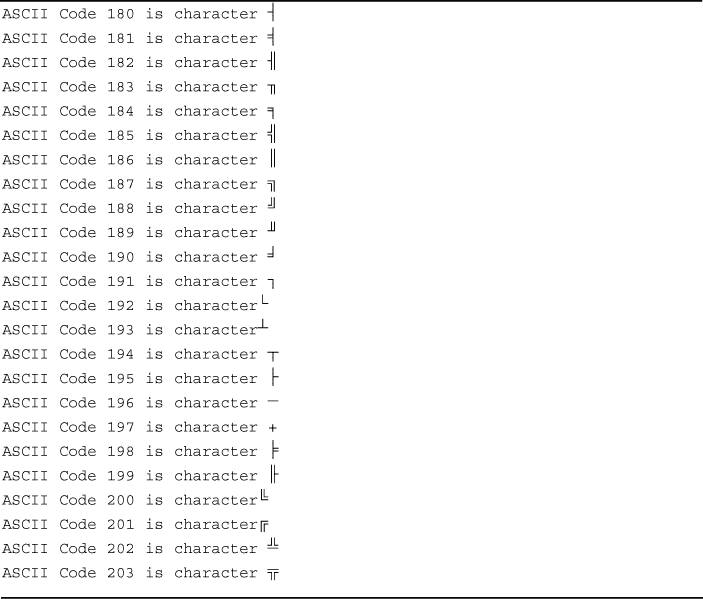 ASCII Code 180 is character ┤
ASCII Code 181 is character ╡
ASCII Code 182 is character ╢
ASCII Code 183 is character ╖
ASCII Code 184 is character ╕
ASCII Code 185 is character ╣
ASCII Code 186 is character ║
ASCII Code 187 is character ╗
ASCII Code 188 is character ╝
ASCII Code 189 is character ╜
ASCII Code 190 is character ╛
ASCII Code 191 is character ┐
ASCII Code 192 is character└
ASCII Code 193 is character┴
ASCII Code 194 is character ┬
ASCII Code 195 is character ├
ASCII Code 196 is character ─
ASCII Code 197 is character +
ASCII Code 198 is character ╞
ASCII Code 199 is character ╟
ASCII Code 200 is character╚
ASCII Code 201 is character╔
ASCII Code 202 is character ╩
ASCII Code 203 is character ╦